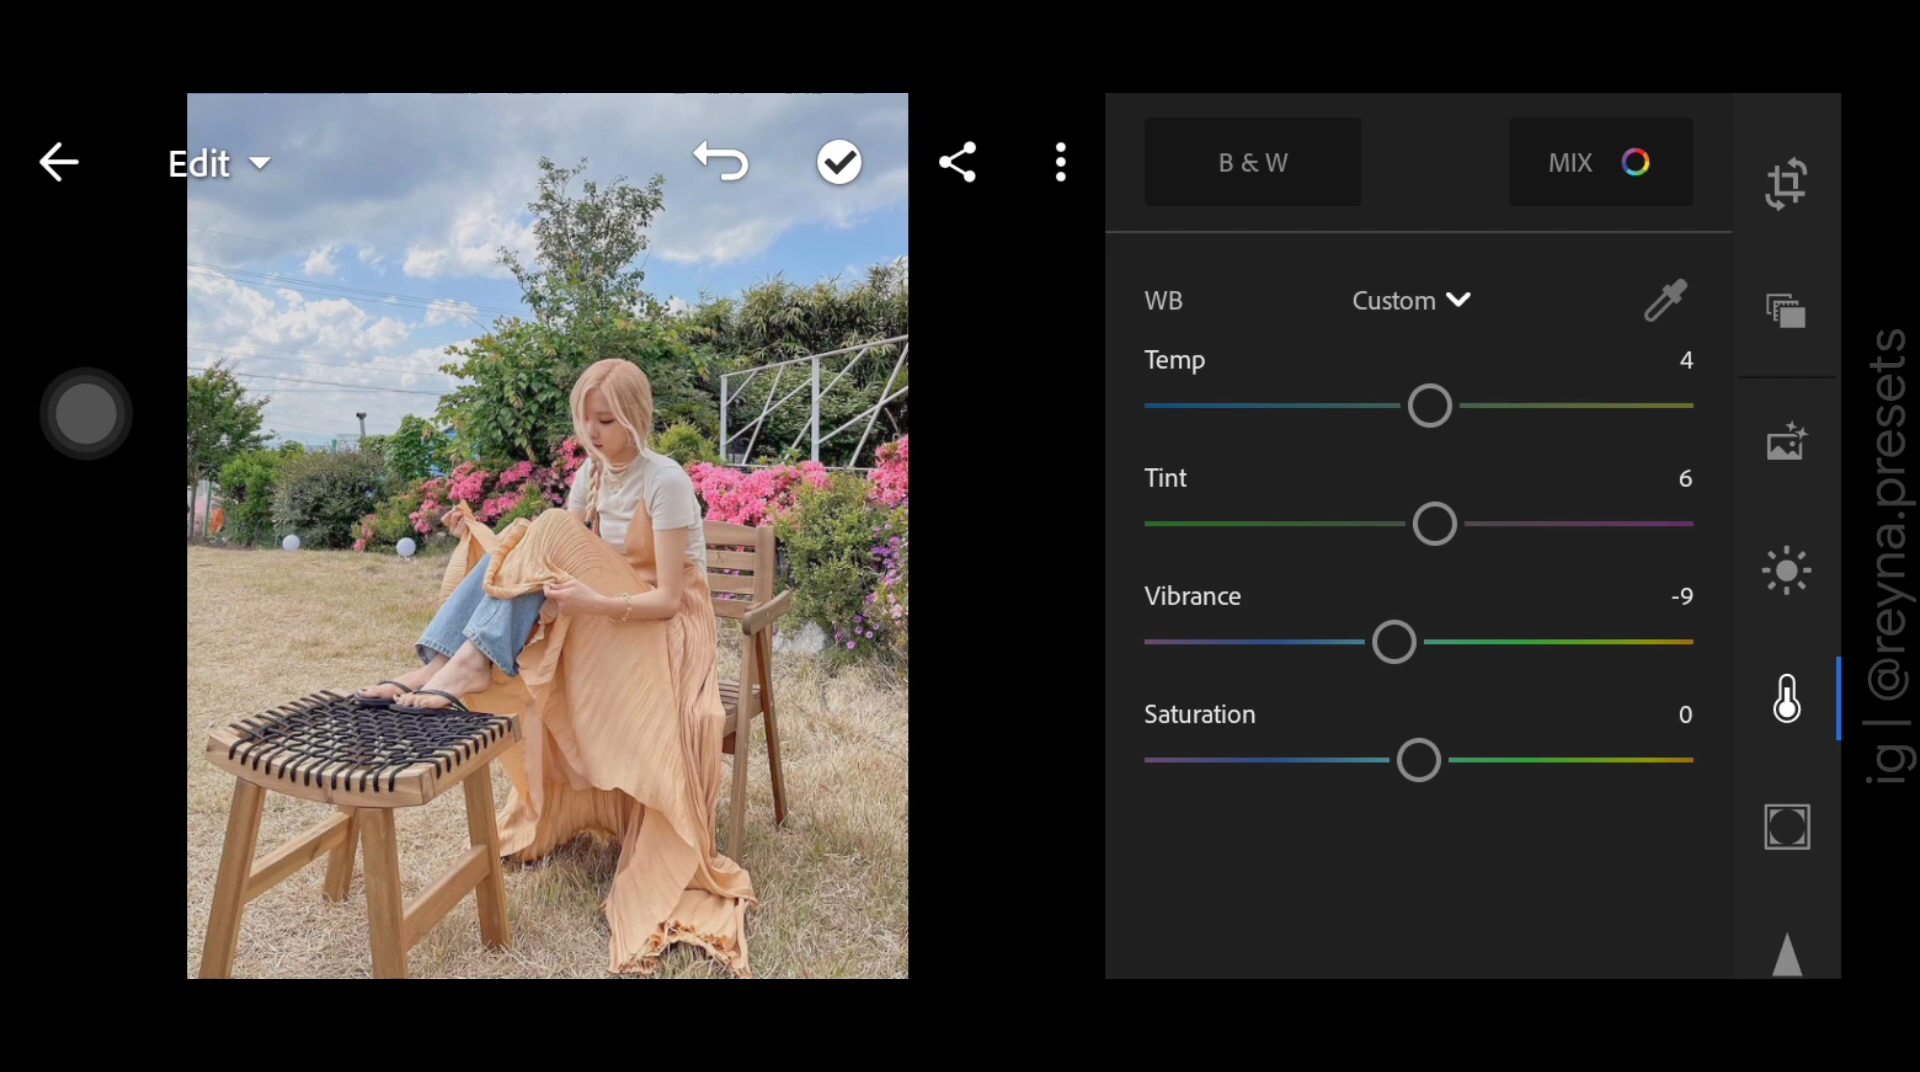 Edit
B & W
MIX
WB
Custom
Temp
4
Tint
6
Vibrance
-9
Saturation
0
ig | @reyna.presets